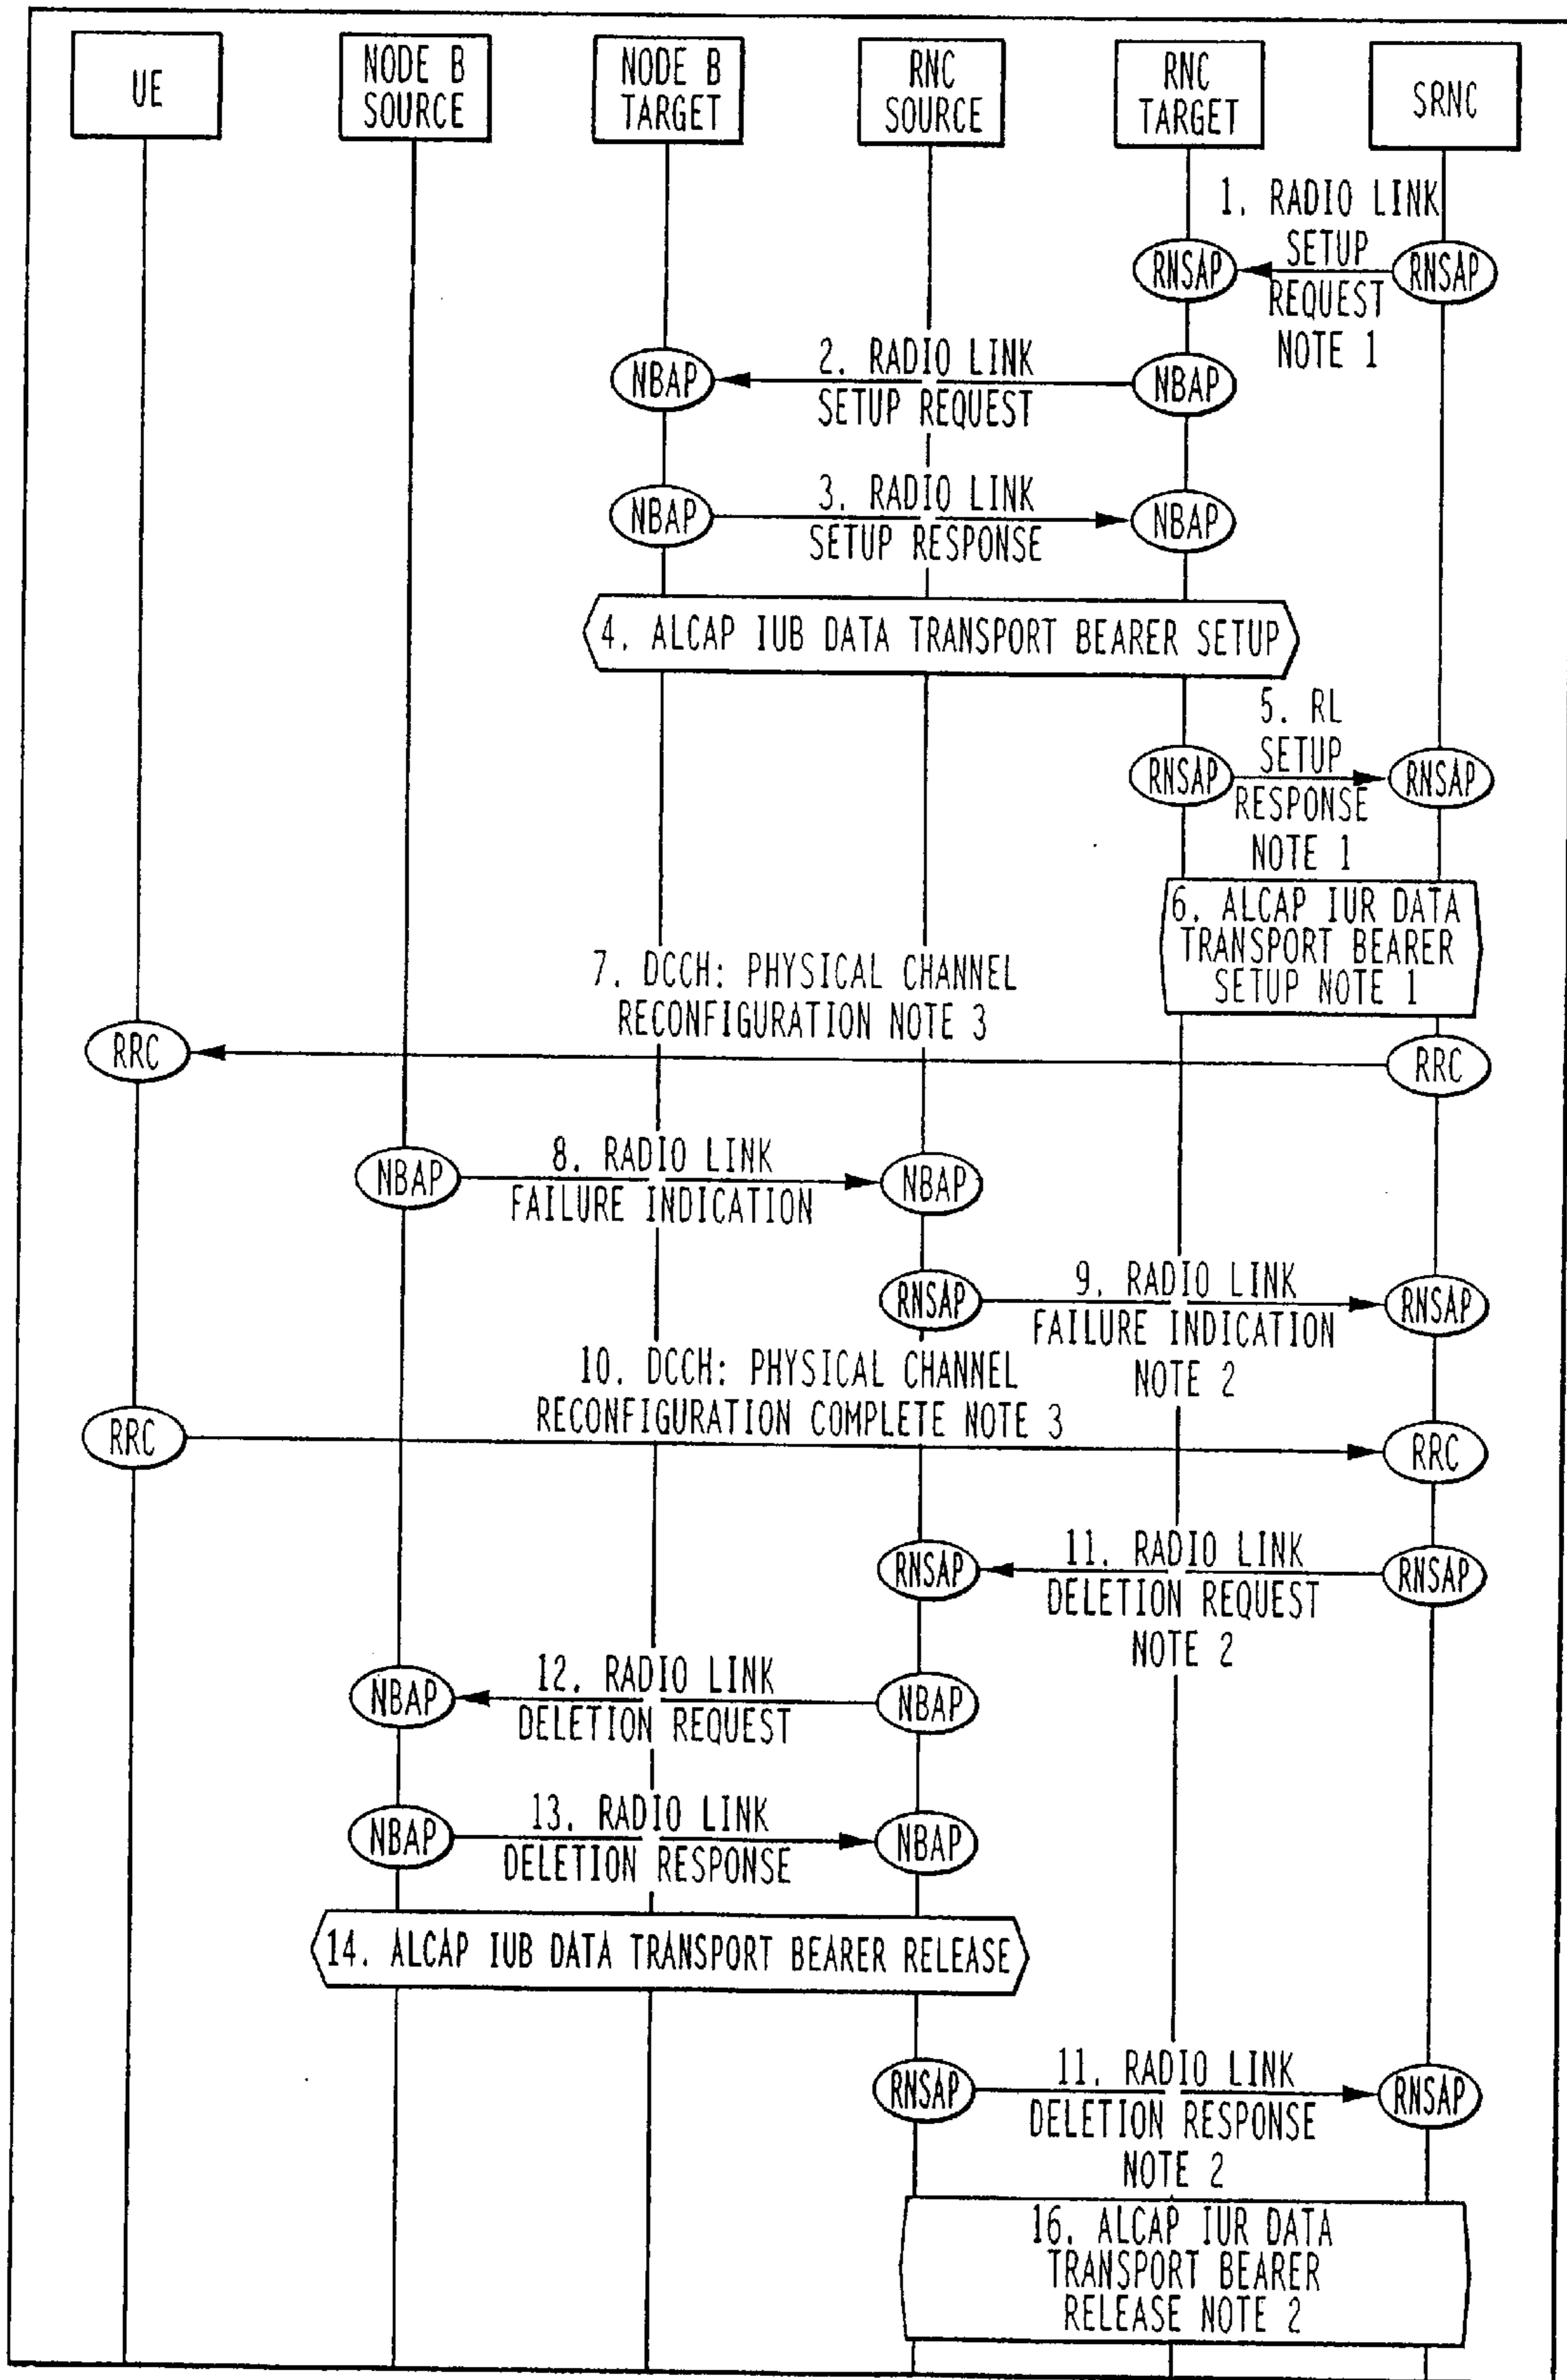 UE
NODE B
SOURCE
NODE B
TARGET
RNC
SOURCE
RNC
TARGET
SRNC
1. RADIO LINK
SETUP
REQUEST
NOTE 1
RNSAP
RNSAP
NBAP
2. RADIO LINK
SETUP REQUEST
NBAP
NBAP
3. RADIO LINK
SETUP RESPONSE
NBAP
4. ALCAP IUB DATA TRANSPORT BEARER SETUP
RNSAP
5. RL
SETUP
RESPONSE
NOTE 1
RNSAP
6. ALCAP IUR DATA
TRANSPORT BEARER
SETUP NOTE 1
7. DCCH: PHYSICAL CHANNEL
RECONFIGURATION NOTE 3
RRC
RRC
NBAP
8. RADIO LINK
FAILURE INDICATION
NBAP
RNSAP
9. RADIO LINK
FAILURE INDICATION
NOTE 2
RNSAP
10. DCCH: PHYSICAL CHANNEL
RECONFIGURATION COMPLETE NOTE 3
RRC
RRC
RNSAP
11. RADIO LINK
DELETION REQUEST
NOTE 2
RNSAP
NBAP
12. RADIO LINK
DELETION REQUEST
NBAP
NBAP
13. RADIO LINK
DELETION RESPONSE
NBAP
14. ALCAP IUB DATA TRANSPORT BEARER RELEASE
RNSAP
11. RADIO LINK
DELETION RESPONSE
NOTE 2
RNSAP
16. ALCAP IUR DATA
TRANSPORT BEARER
RELEASE NOTE 2